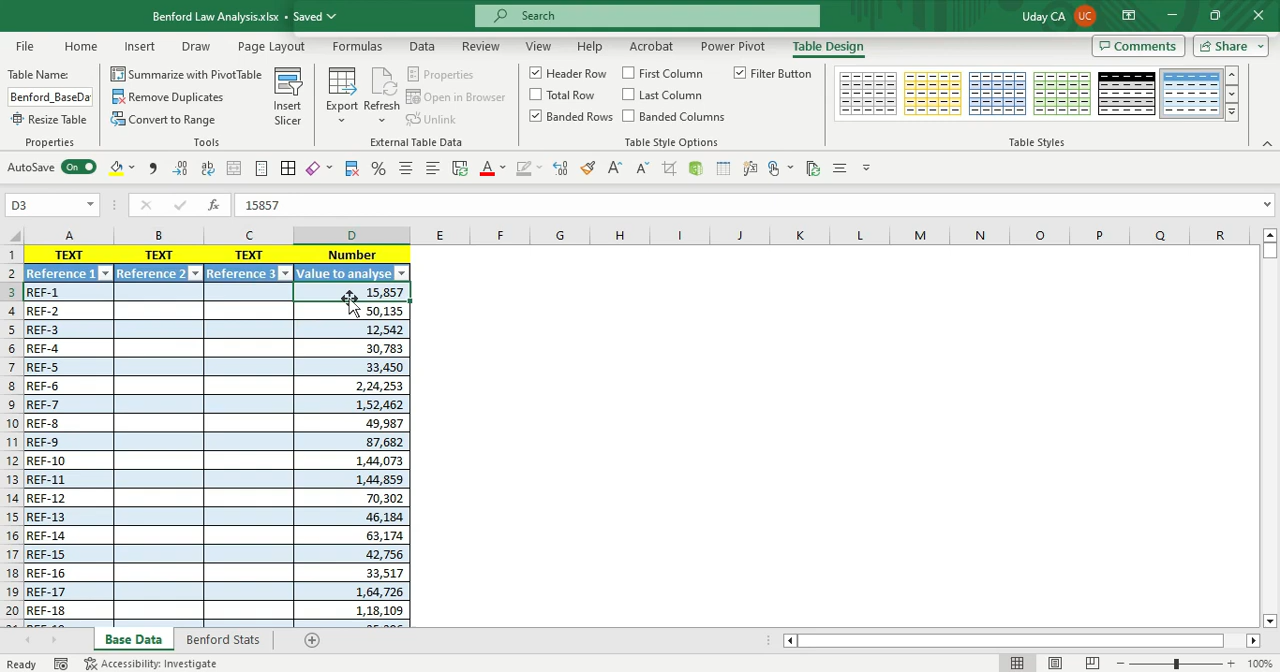 Benford Law Analysis.xlsx • Saved
Search
Uday CA UC
File Home Insert Draw Page Layout Formulas Data Review View Help Acrobat Power Pivot Table Design Comments Share
Table Name:
Benford_BaseDa
Resize Table
Properties
Summarize with PivotTable
Remove Duplicates
Convert to Range
Insert
Slicer
Tools
Export Refresh
Properties
Open in Browser
Unlink
External Table Data
Header Row First Column Filter Button
Total Row Last Column
Banded Rows Banded Columns
Table Style Options
Table Styles
AutoSave On
D3 fx 15857
A B C D E F G H I J K L M N O P Q R
1 TEXT TEXT TEXT Number
2 Reference 1 Reference 2 Reference 3 Value to analyse
3 REF-1 15,857
4 REF-2 50,135
5 REF-3 12,542
6 REF-4 30,783
7 REF-5 33,450
8 REF-6 2,24,253
9 REF-7 1,52,462
10 REF-8 49,987
11 REF-9 87,682
12 REF-10 1,44,073
13 REF-11 1,44,859
14 REF-12 70,302
15 REF-13 46,184
16 REF-14 63,174
17 REF-15 42,756
18 REF-16 33,517
19 REF-17 1,64,726
20 REF-18 1,18,109
Base Data Benford Stats
Ready Accessibility: Investigate 100%